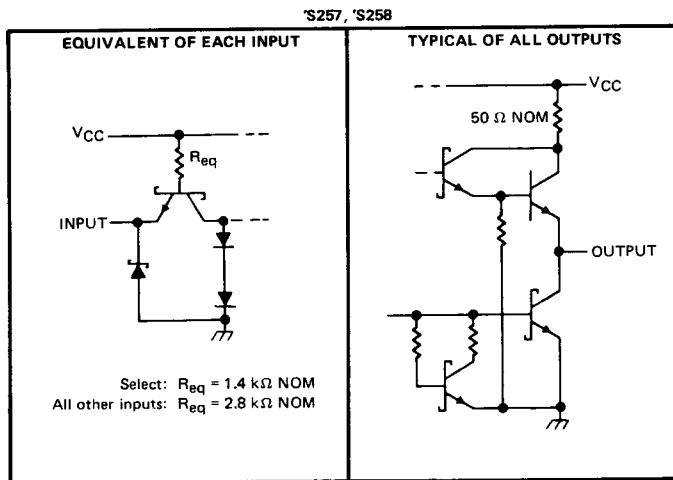 'S257, 'S258
EQUIVALENT OF EACH INPUT
VCC
Req
INPUT
Select: Req = 1.4 kΩ NOM
All other inputs: Req = 2.8 kΩ NOM
TYPICAL OF ALL OUTPUTS
VCC
50 Ω NOM
OUTPUT